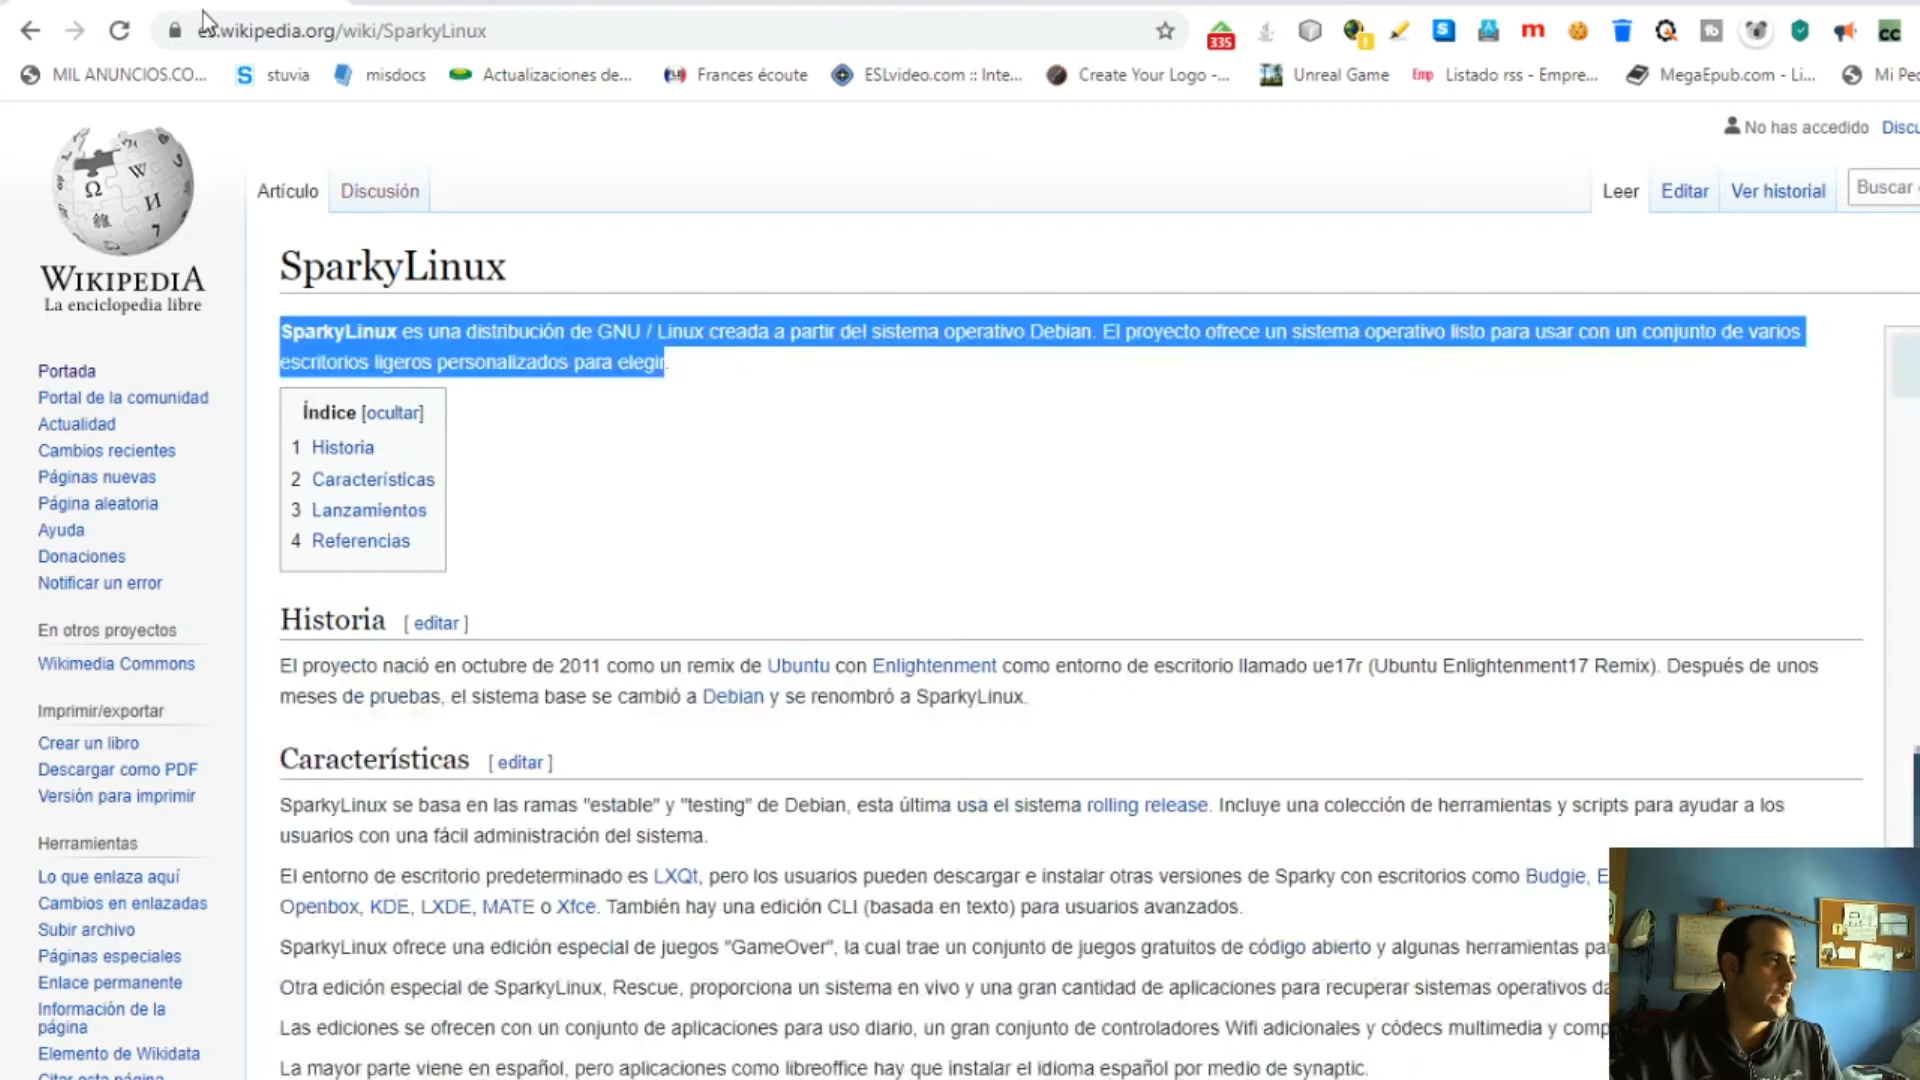 es.wikipedia.org/wiki/SparkyLinux
335
MIL ANUNCIOS.CO...
stuvia
misdocs
Actualizaciones de...
Frances écoute
ESLvideo.com :: Inte...
Create Your Logo -...
Unreal Game
Emp
Listado rss - Empre...
MegaEpub.com - Li...
Mi Pec
No has accedido
Discu
WIKIPEDIA
La enciclopedia libre
Artículo
Discusión
Leer
Editar
Ver historial
Buscar
SparkyLinux
SparkyLinux es una distribución de GNU / Linux creada a partir del sistema operativo Debian. El proyecto ofrece un sistema operativo listo para usar con un conjunto de varios
escritorios ligeros personalizados para elegir.
Índice [ocultar]
1 Historia
2 Características
3 Lanzamientos
4 Referencias
Portada
Portal de la comunidad
Actualidad
Cambios recientes
Páginas nuevas
Página aleatoria
Ayuda
Donaciones
Notificar un error
En otros proyectos
Wikimedia Commons
Imprimir/exportar
Crear un libro
Descargar como PDF
Versión para imprimir
Herramientas
Lo que enlaza aquí
Cambios en enlazadas
Subir archivo
Páginas especiales
Enlace permanente
Información de la
página
Elemento de Wikidata
Citar esta página
Historia [ editar ]
El proyecto nació en octubre de 2011 como un remix de Ubuntu con Enlightenment como entorno de escritorio llamado ue17r (Ubuntu Enlightenment17 Remix). Después de unos
meses de pruebas, el sistema base se cambió a Debian y se renombró a SparkyLinux.
Características [ editar ]
SparkyLinux se basa en las ramas "estable" y "testing" de Debian, esta última usa el sistema rolling release. Incluye una colección de herramientas y scripts para ayudar a los
usuarios con una fácil administración del sistema.
El entorno de escritorio predeterminado es LXQt, pero los usuarios pueden descargar e instalar otras versiones de Sparky con escritorios como Budgie, E
Openbox, KDE, LXDE, MATE o Xfce. También hay una edición CLI (basada en texto) para usuarios avanzados.
SparkyLinux ofrece una edición especial de juegos "GameOver", la cual trae un conjunto de juegos gratuitos de código abierto y algunas herramientas pa
Otra edición especial de SparkyLinux, Rescue, proporciona un sistema en vivo y una gran cantidad de aplicaciones para recuperar sistemas operativos da
Las ediciones se ofrecen con un conjunto de aplicaciones para uso diario, un gran conjunto de controladores Wifi adicionales y códecs multimedia y comp
La mayor parte viene en español, pero aplicaciones como libreoffice hay que instalar el idioma español por medio de synaptic.